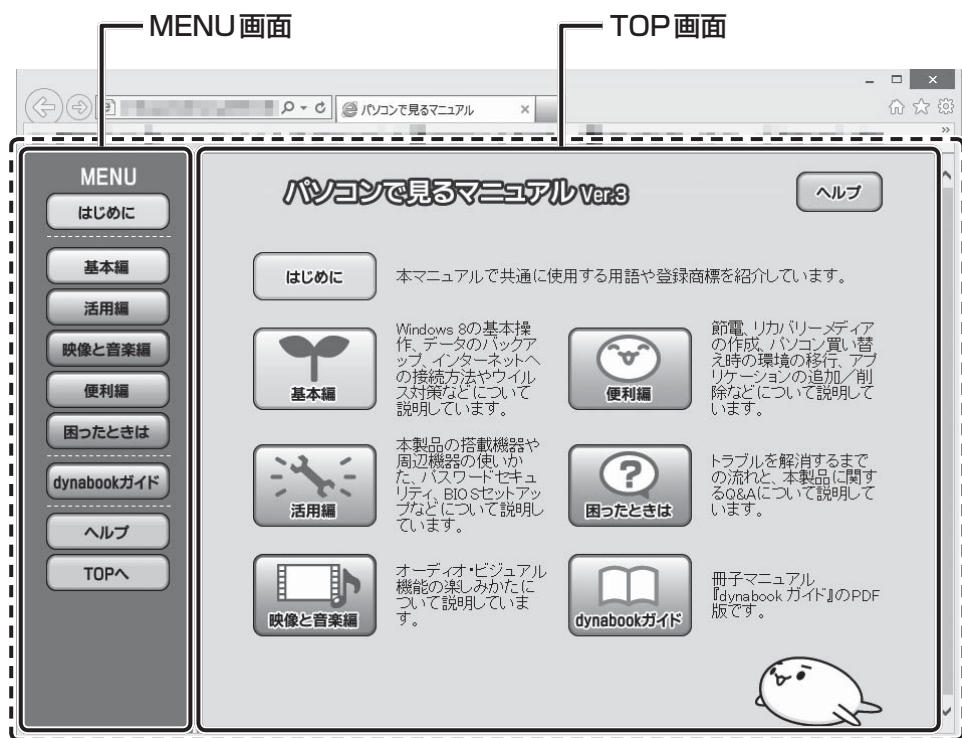 MENU画面
TOP画面
パソコンで見るマニュアル
MENU
はじめに
基本編
活用編
映像と音楽編
便利編
困ったときは
dynabookガイド
ヘルプ
TOPへ
パソコンで見るマニュアル Ver.3
ヘルプ
はじめに
本マニュアルで共通に使用する用語や登録商標を紹介しています。
基本編
Windows 8の基本操
作、データのバックア
ップ、インターネットへ
の接続方法やウイル
ス対策などについて
説明しています。
便利編
節電、リカバリーメディア
の作成、パソコン買い替
え時の環境の移行、アプ
リケーションの追加／削
除などについて説明して
います。
活用編
本製品の搭載機器や
周辺機器の使いか
た、パスワードセキュ
リティ、BIOSセットアッ
プなどについて説明し
ています。
困ったときは
トラブルを解消するまで
の流れと、本製品に関す
るQ&Aについて説明して
います。
映像と音楽編
オーディオ・ビジュアル
機能の楽しみかたに
ついて説明していま
す。
dynabookガイド
冊子マニュアル
『dynabook ガイド』のPDF
版です。